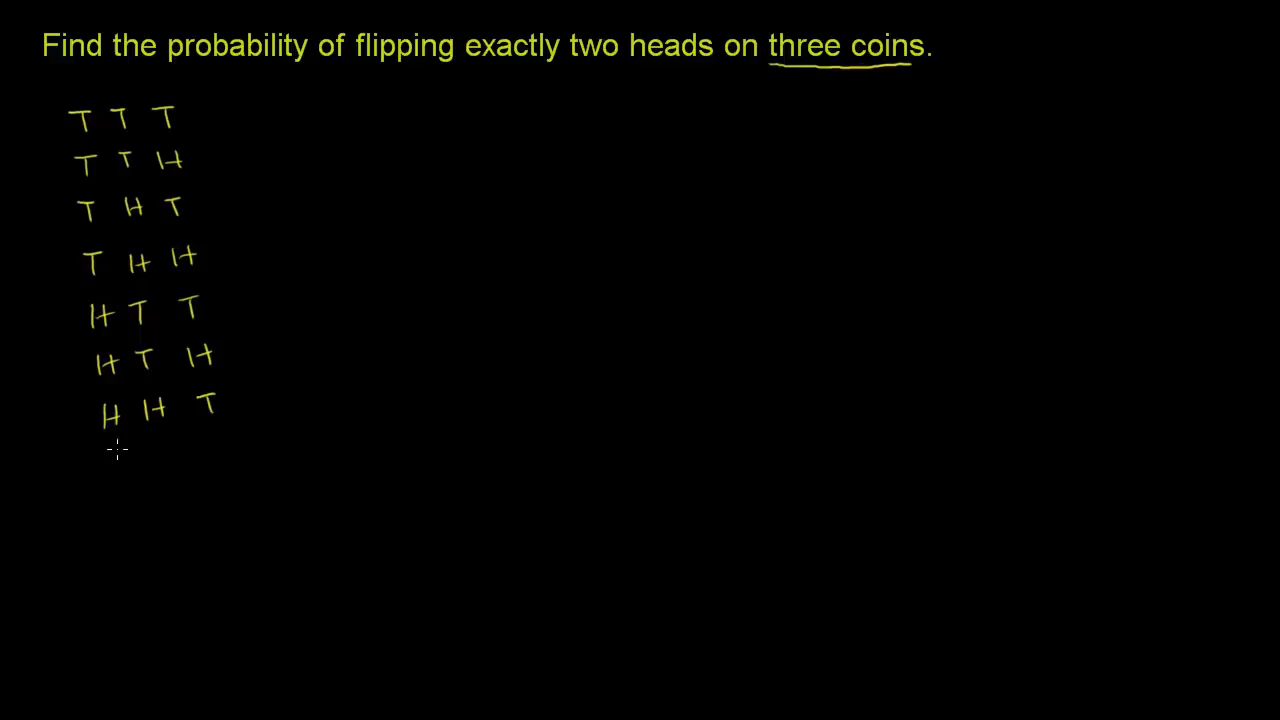 Find the probability of flipping exactly two heads on three coins.
T T T
T T H
T H T
T H H
H T T
H T H
H H T